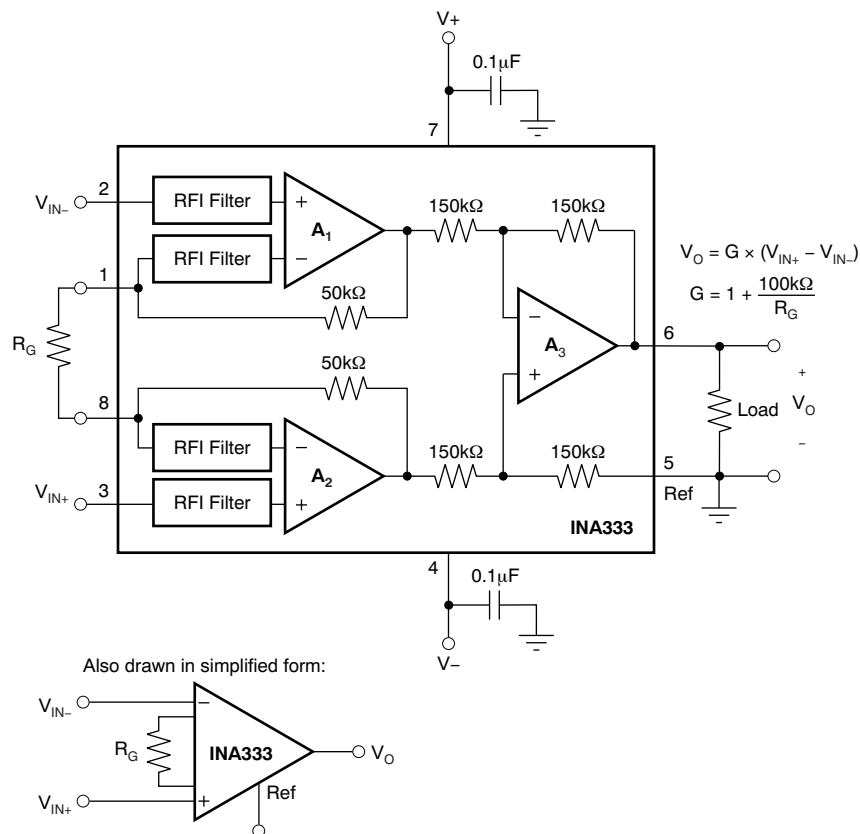 V+
0.1μF
7
2
V_IN–
RFI Filter
+
A_1
150kΩ
150kΩ
1
RFI Filter
–
V_O = G × (V_IN+ – V_IN–)
G = 1 + 100kΩ / R_G
50kΩ
R_G
–
A_3
6
+
50kΩ
+
Load
V_O
–
8
RFI Filter
–
A_2
150kΩ
150kΩ
5
Ref
V_IN+
3
RFI Filter
+
INA333
4
0.1μF
V–
Also drawn in simplified form:
V_IN–
–
R_G
INA333
V_O
V_IN+
+
Ref